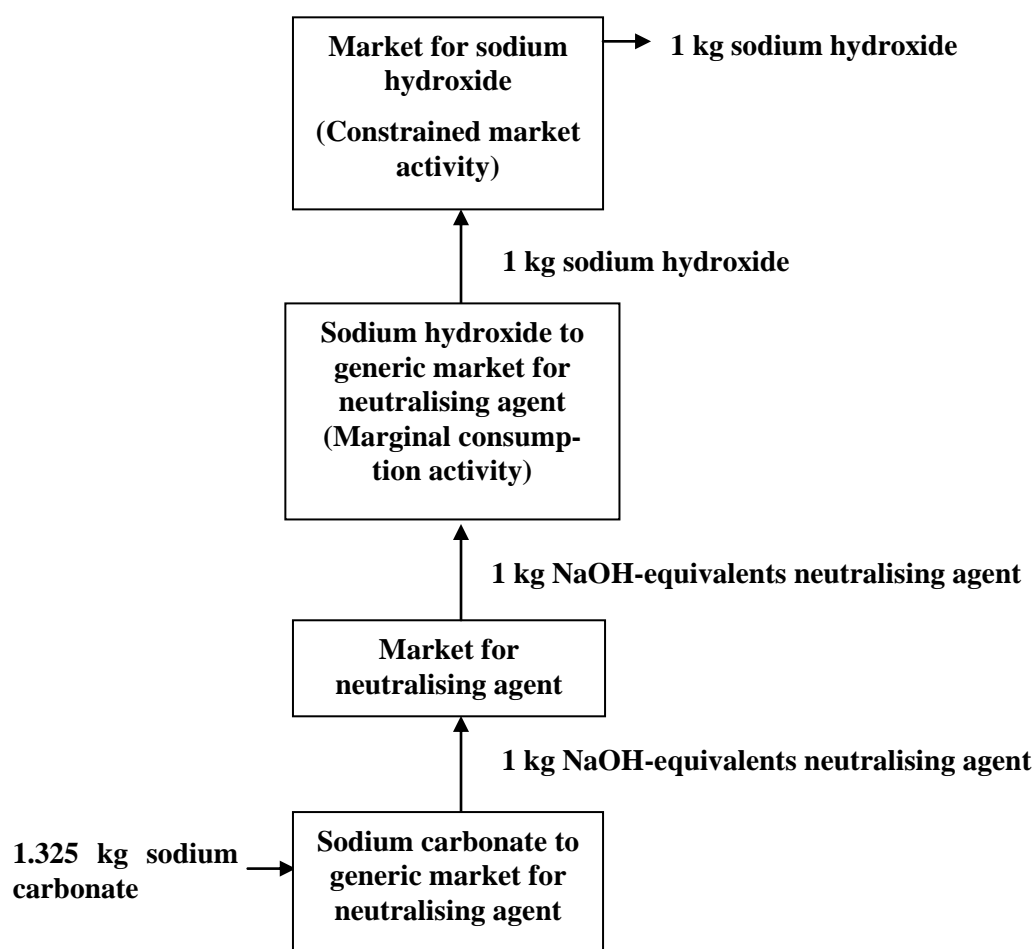 Market for sodium
hydroxide
(Constrained market
activity)
1 kg sodium hydroxide
1 kg sodium hydroxide
Sodium hydroxide to
generic market for
neutralising agent
(Marginal consump-
tion activity)
1 kg NaOH-equivalents neutralising agent
Market for
neutralising agent
1 kg NaOH-equivalents neutralising agent
1.325 kg sodium
carbonate
Sodium carbonate to
generic market for
neutralising agent